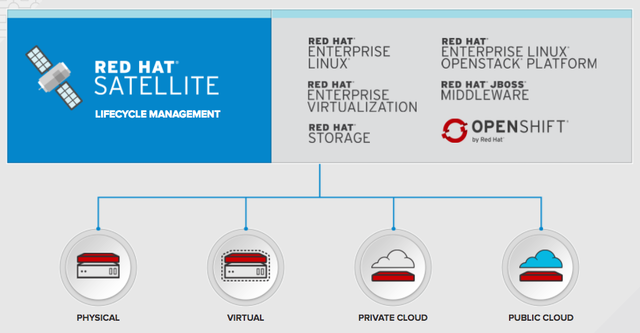 RED HAT®
SATELLITE
LIFECYCLE MANAGEMENT
RED HAT®
ENTERPRISE
LINUX®
RED HAT®
ENTERPRISE
VIRTUALIZATION
RED HAT®
STORAGE
RED HAT®
ENTERPRISE LINUX®
OPENSTACK® PLATFORM
RED HAT® JBOSS®
MIDDLEWARE
OPENSHIFT®
by Red Hat®
PHYSICAL
VIRTUAL
PRIVATE CLOUD
PUBLIC CLOUD